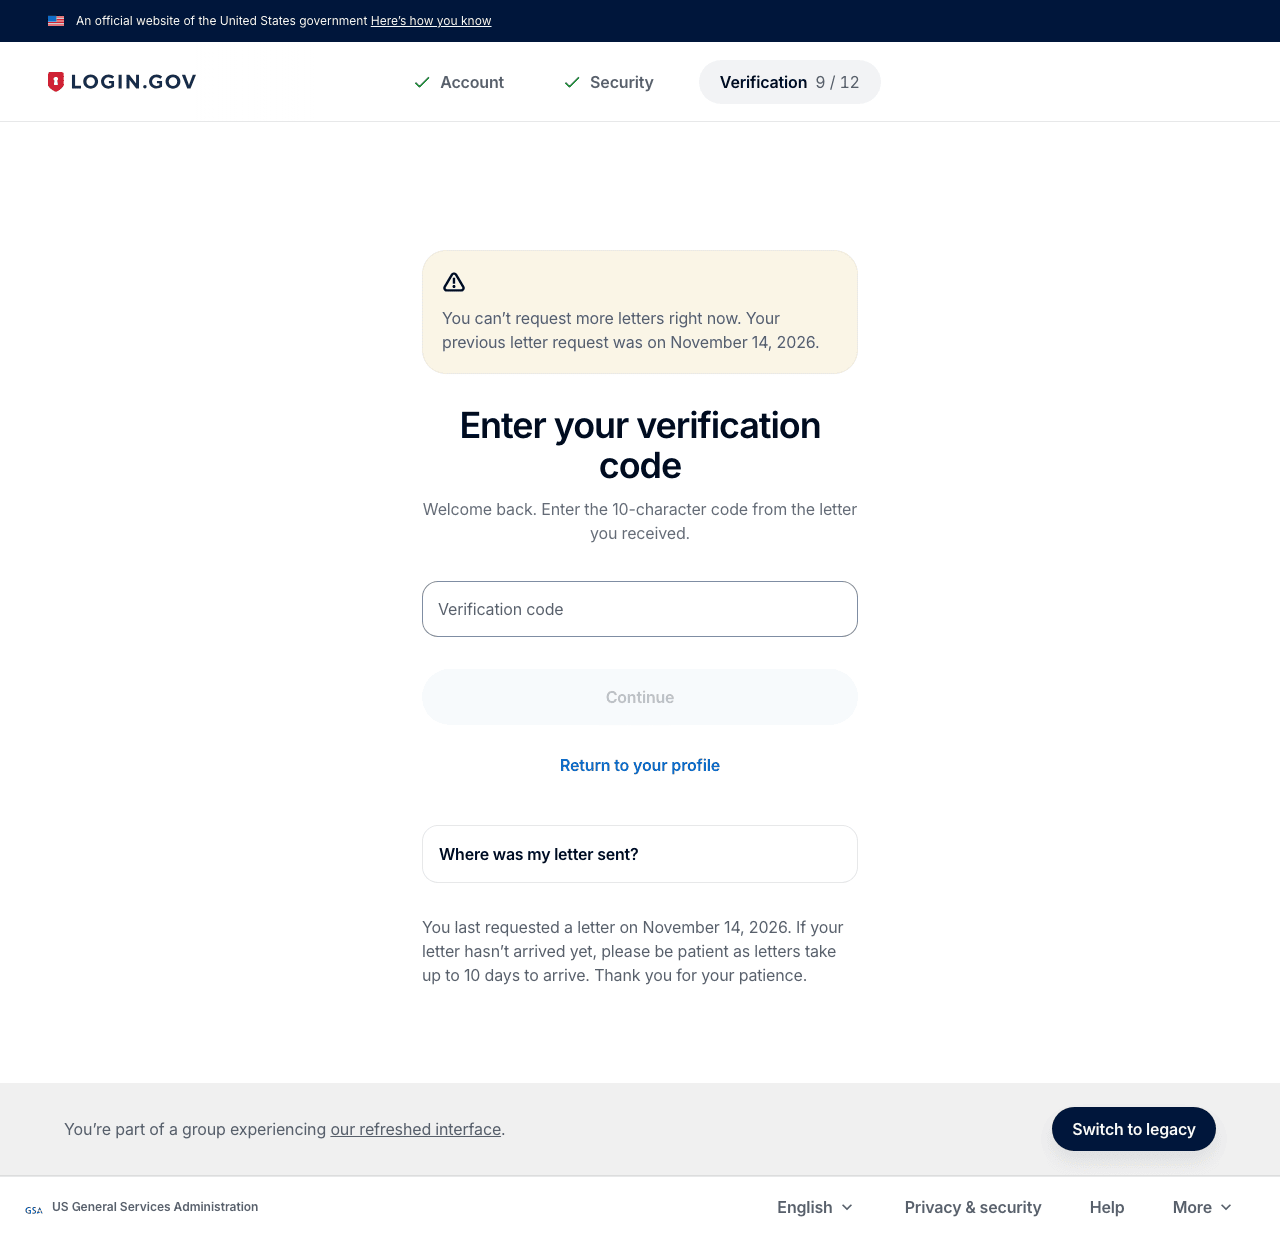 An official website of the United States government Here’s how you know
LOGIN.GOV
Account
Security
Verification 9 / 12
You can’t request more letters right now. Your
previous letter request was on November 14, 2026.
Enter your verification
code
Welcome back. Enter the 10-character code from the letter
you received.
Verification code
Continue
Return to your profile
Where was my letter sent?
You last requested a letter on November 14, 2026. If your
letter hasn’t arrived yet, please be patient as letters take
up to 10 days to arrive. Thank you for your patience.
You’re part of a group experiencing our refreshed interface.
Switch to legacy
GSA US General Services Administration
English
Privacy & security
Help
More